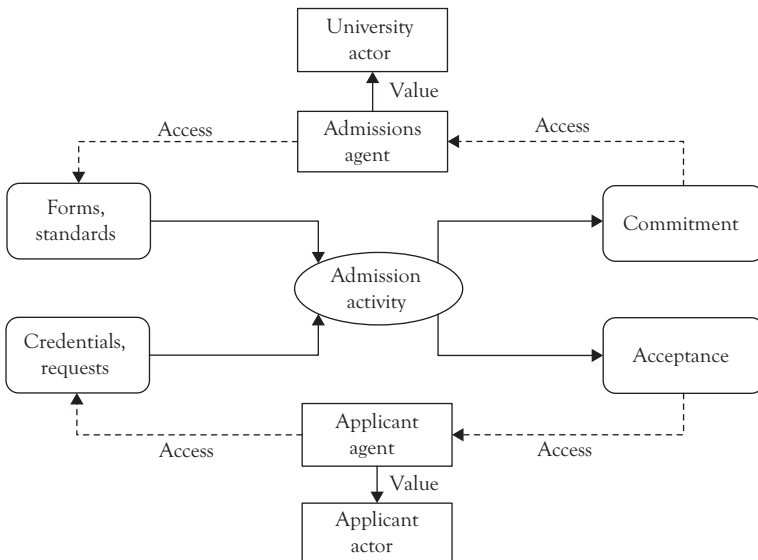 University
actor
Value
Access
Admissions
agent
Access
Forms,
standards
Commitment
Admission
activity
Credentials,
requests
Acceptance
Access
Applicant
agent
Access
Value
Applicant
actor